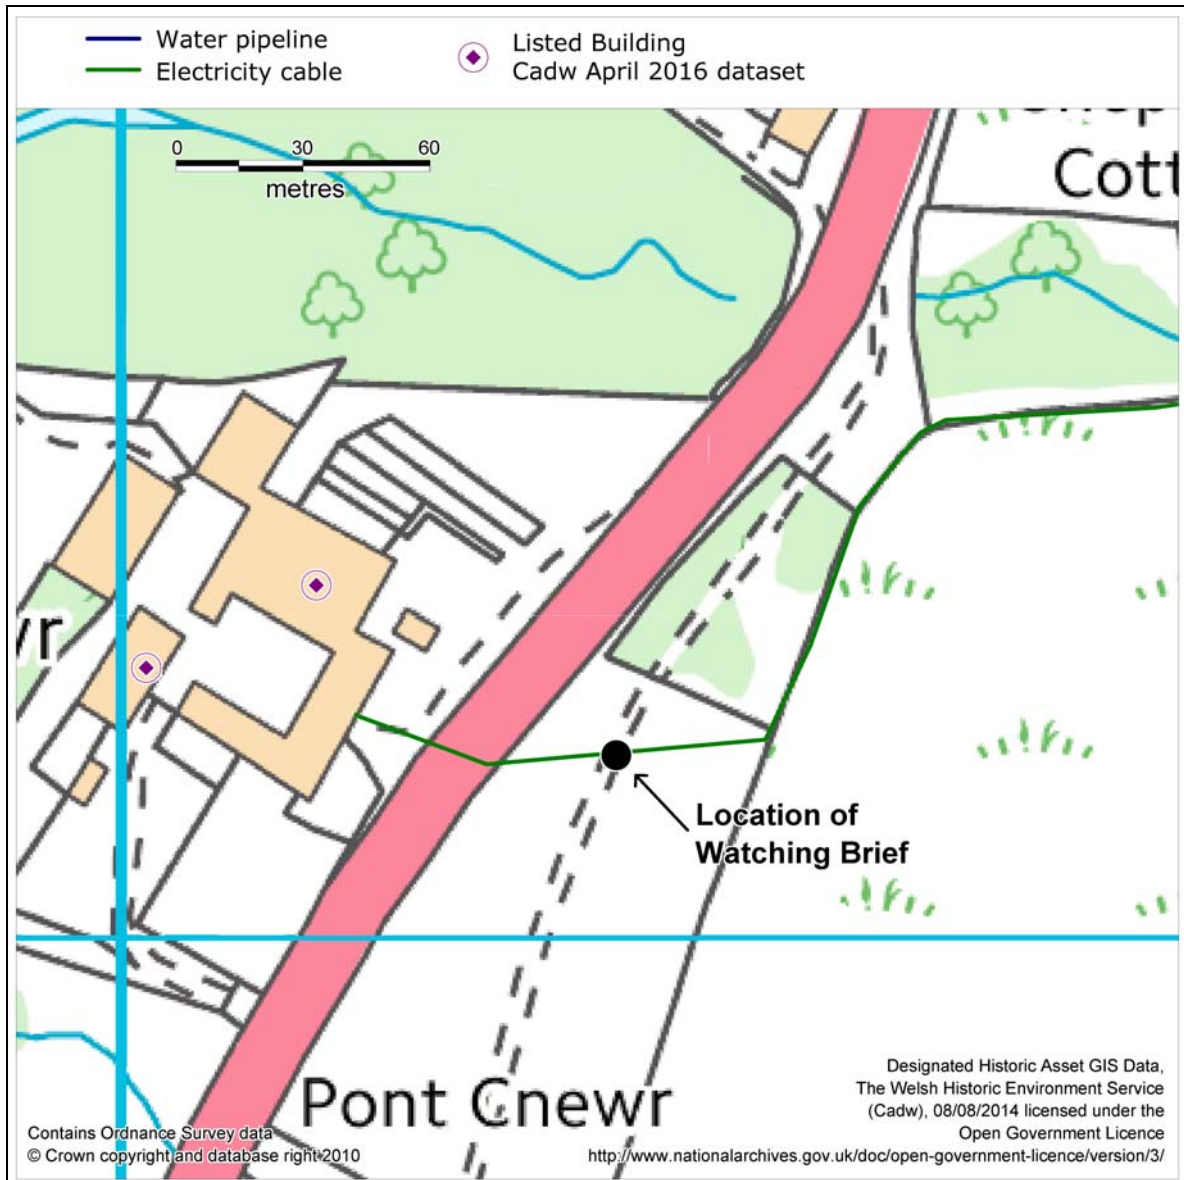 Water pipeline
Electricity cable
Listed Building
Cadw April 2016 dataset
0 30 60
metres
Cott
vr
Location of
Watching Brief
Pont Cnewr
Contains Ordnance Survey data
© Crown copyright and database right 2010
Designated Historic Asset GIS Data,
The Welsh Historic Environment Service
(Cadw), 08/08/2014 licensed under the
Open Government Licence
http://www.nationalarchives.gov.uk/doc/open-government-licence/version/3/